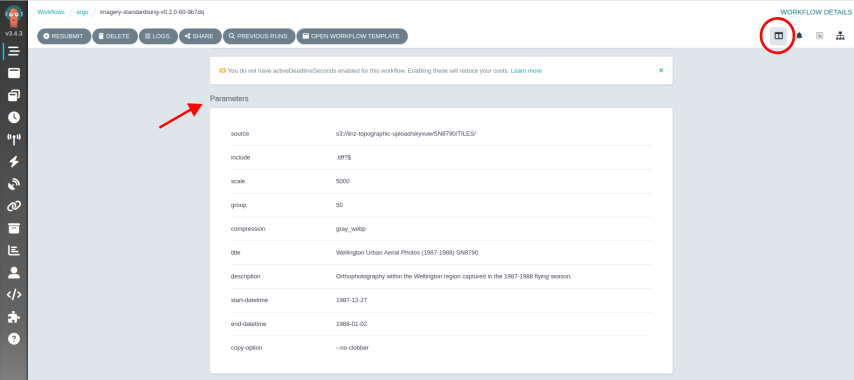 Workflows / argo / imagery-standardising-v0.2.0-60-9b7dq
WORKFLOW DETAILS
v3.4.3
RESUBMIT DELETE LOGS SHARE PREVIOUS RUNS OPEN WORKFLOW TEMPLATE
You do not have activeDeadlineSeconds enabled for this workflow. Enabling these will reduce your costs. Learn more
Parameters
source s3://linz-topographic-upload/skyvuw/SN8790/TILES/
include .tiff?$
scale 5000
group 50
compression gray_webp
title Wellington Urban Aerial Photos (1987-1988) SN8790
description Orthophotography within the Wellington region captured in the 1987-1988 flying season.
start-datetime 1987-12-27
end-datetime 1988-01-02
copy-option --no-clobber